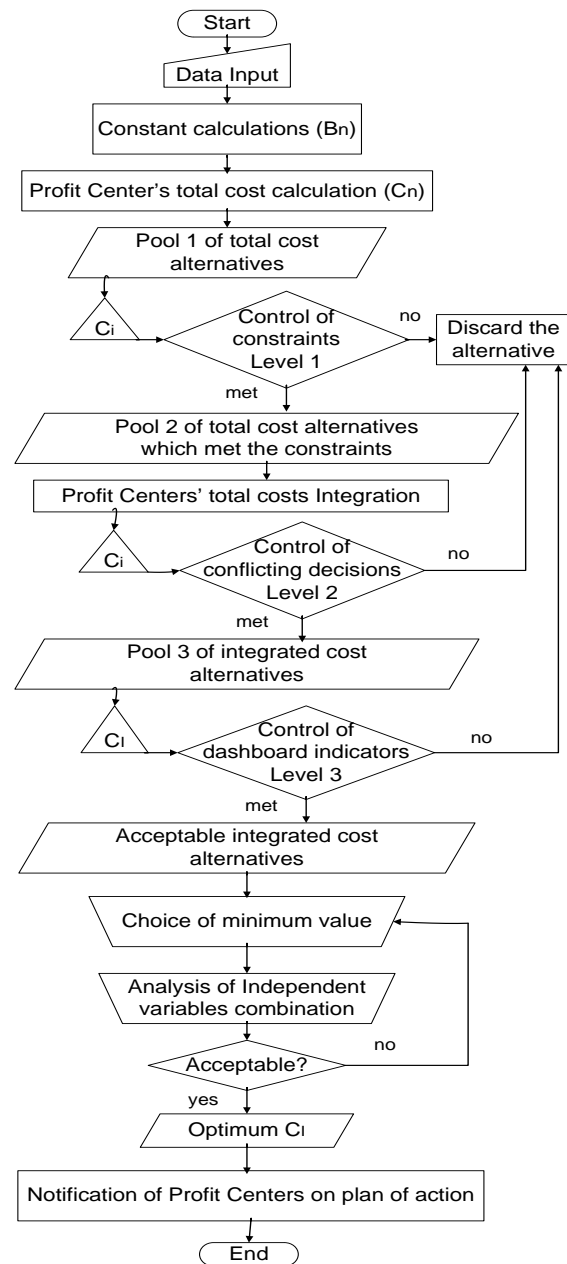 Start
Data Input
Constant calculations (Bn)
Profit Center's total cost calculation (Cn)
Pool 1 of total cost
alternatives
Ci
Control of
constraints
Level 1
no
Discard the
alternative
met
Pool 2 of total cost alternatives
which met the constraints
Profit Centers' total costs Integration
Ci
Control of
conflicting decisions
Level 2
no
met
Pool 3 of integrated cost
alternatives
CI
Control of
dashboard indicators
Level 3
no
met
Acceptable integrated cost
alternatives
Choice of minimum value
Analysis of Independent
variables combination
Acceptable?
no
yes
Optimum CI
Notification of Profit Centers on plan of action
End